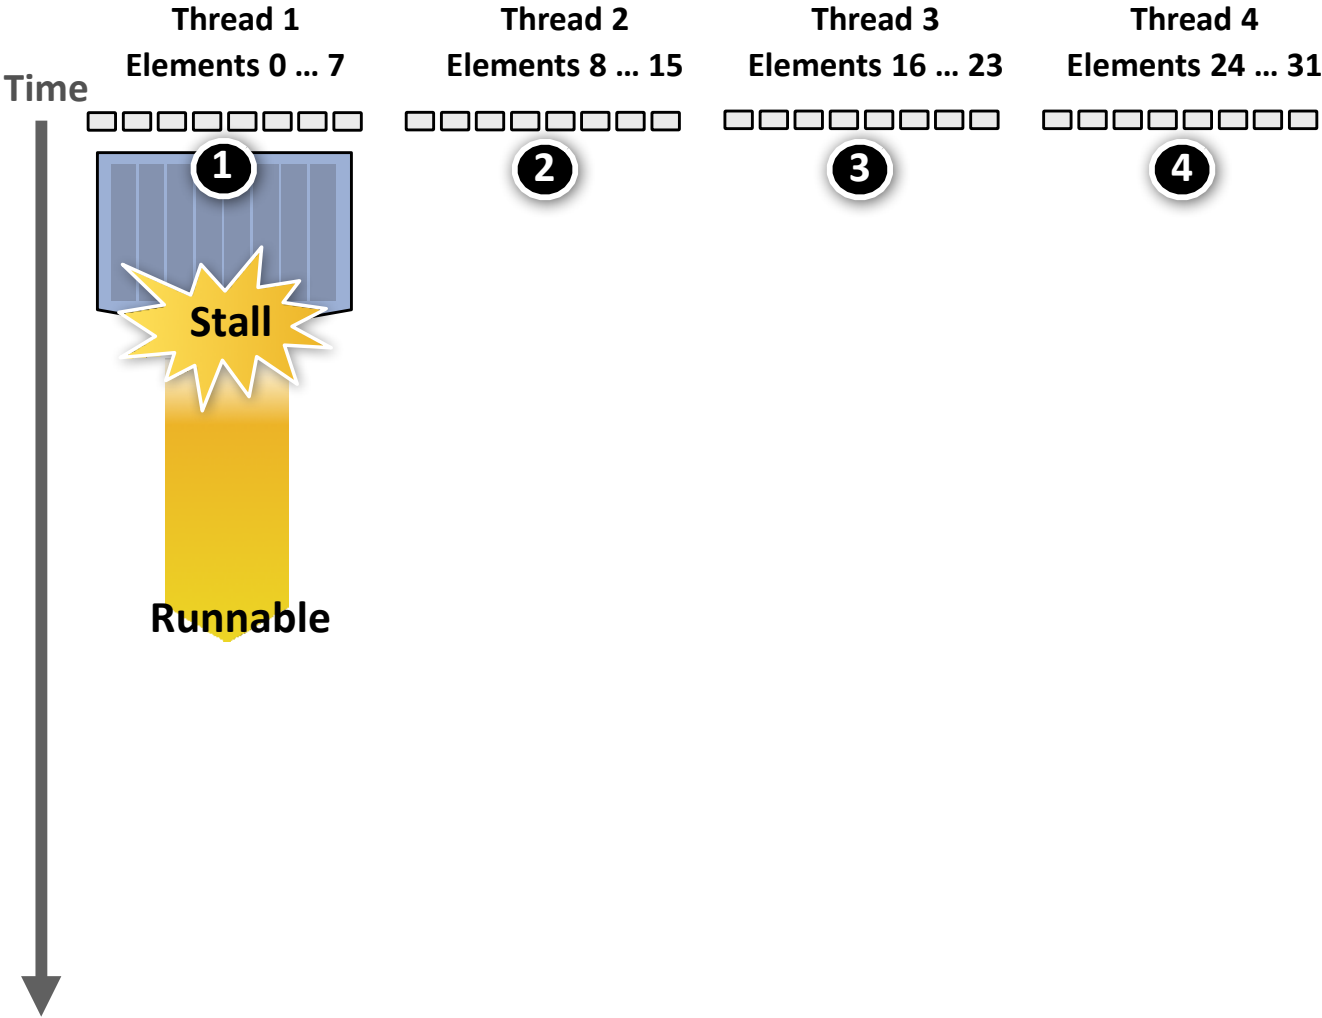 Thread 1
Elements 0 ... 7
Thread 2
Elements 8 ... 15
Thread 3
Elements 16 ... 23
Thread 4
Elements 24 ... 31
Time
1
2
3
4
Stall
Runnable